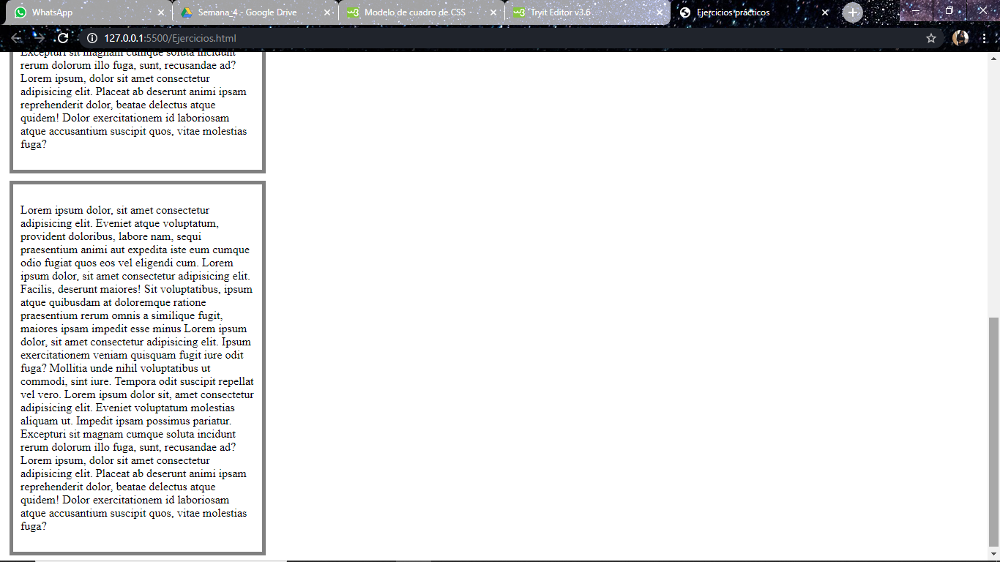 WhatsApp
Semana_4 - Google Drive
Modelo de cuadro de CSS -
Tryit Editor v3.6
Ejercicios prácticos
127.0.0.1:5500/Ejercicios.html
Excepturi sit magnam cumque soluta incidunt
rerum dolorum illo fuga, sunt, recusandae ad?
Lorem ipsum, dolor sit amet consectetur
adipisicing elit. Placeat ab deserunt animi ipsam
reprehenderit dolor, beatae delectus atque
quidem! Dolor exercitationem id laboriosam
atque accusantium suscipit quos, vitae molestias
fuga?
Lorem ipsum dolor, sit amet consectetur
adipisicing elit. Eveniet atque voluptatum,
provident doloribus, labore nam, sequi
praesentium animi aut expedita iste eum cumque
odio fugiat quos eos vel eligendi cum. Lorem
ipsum dolor, sit amet consectetur adipisicing elit.
Facilis, deserunt maiores! Sit voluptatibus, ipsum
atque quibusdam at doloremque ratione
praesentium rerum omnis a similique fugit,
maiores ipsam impedit esse minus Lorem ipsum
dolor, sit amet consectetur adipisicing elit. Ipsum
exercitationem veniam quisquam fugit iure odit
fuga? Mollitia unde nihil voluptatibus ut
commodi, sint iure. Tempora odit suscipit repellat
vel vero. Lorem ipsum dolor sit, amet consectetur
adipisicing elit. Eveniet voluptatum molestias
aliquam ut. Impedit ipsam possimus pariatur.
Excepturi sit magnam cumque soluta incidunt
rerum dolorum illo fuga, sunt, recusandae ad?
Lorem ipsum, dolor sit amet consectetur
adipisicing elit. Placeat ab deserunt animi ipsam
reprehenderit dolor, beatae delectus atque
quidem! Dolor exercitationem id laboriosam
atque accusantium suscipit quos, vitae molestias
fuga?